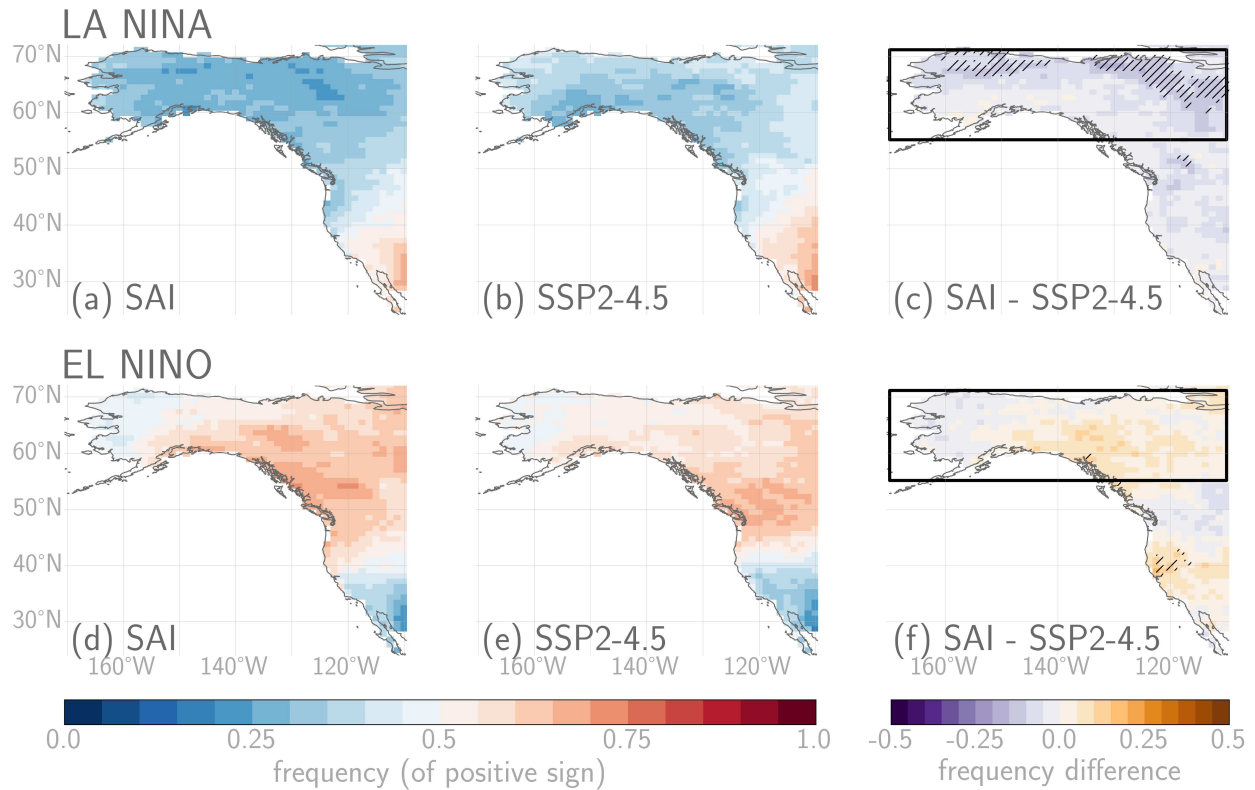 LA NINA
70°N
60°N
50°N
40°N
30°N
(a) SAI
(b) SSP2-4.5
(c) SAI - SSP2-4.5
EL NINO
70°N
60°N
50°N
40°N
30°N
(d) SAI
(e) SSP2-4.5
(f) SAI - SSP2-4.5
160°W 140°W 120°W
160°W 140°W 120°W
160°W 140°W 120°W
0.0 0.25 0.5 0.75 1.0
frequency (of positive sign)
-0.5 -0.25 0.0 0.25 0.5
frequency difference